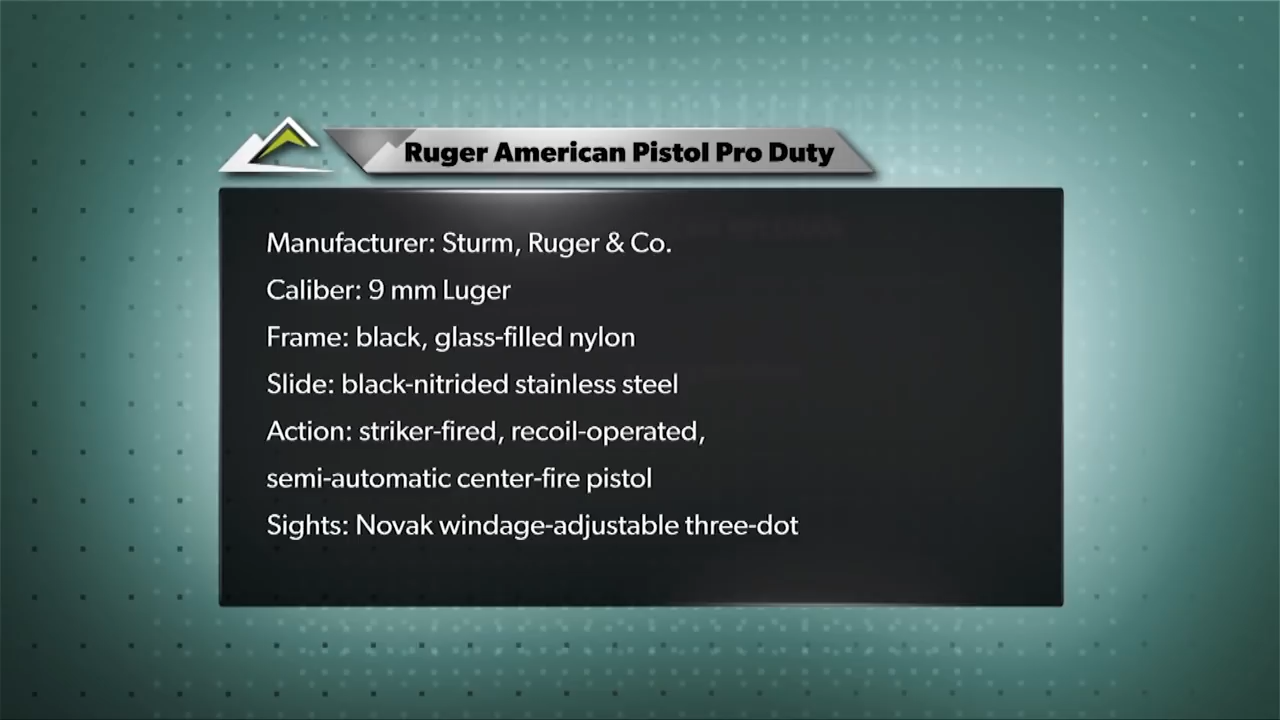 Ruger American Pistol Pro Duty
Manufacturer: Sturm, Ruger & Co.
Caliber: 9 mm Luger
Frame: black, glass-filled nylon
Slide: black-nitrided stainless steel
Action: striker-fired, recoil-operated,
semi-automatic center-fire pistol
Sights: Novak windage-adjustable three-dot